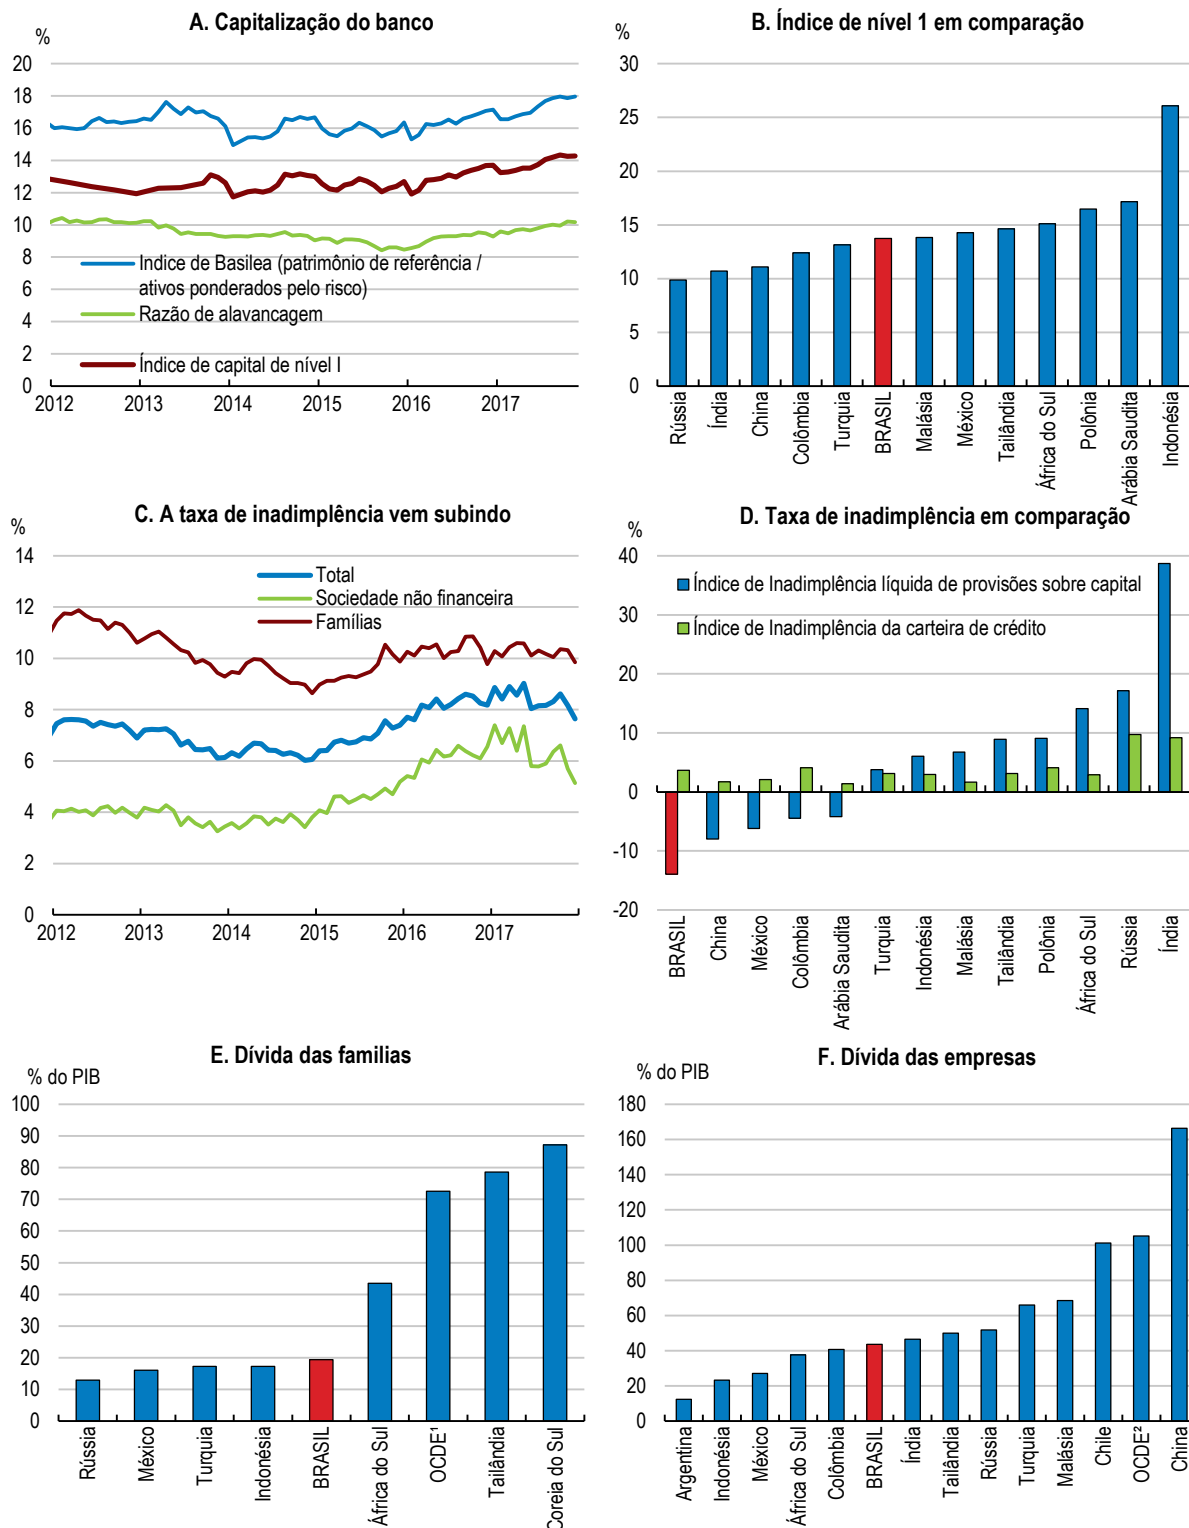 A. Capitalização do banco
%
20
18
16
14
12
10
8
6
4
2
0
Indice de Basilea (patrimônio de referência /
ativos ponderados pelo risco)
Razão de alavancagem
Índice de capital de nível I
2012 2013 2014 2015 2016 2017
B. Índice de nível 1 em comparação
%
30
25
20
15
10
5
0
Rússia
Índia
China
Colômbia
Turquia
BRASIL
Malásia
México
Tailândia
África do Sul
Polônia
Arábia Saudita
Indonésia
C. A taxa de inadimplência vem subindo
%
14
12
10
8
6
4
2
0
Total
Sociedade não financeira
Famílias
2012 2013 2014 2015 2016 2017
D. Taxa de inadimplência em comparação
%
40
30
20
10
0
-10
-20
Índice de Inadimplência líquida de provisões sobre capital
Índice de Inadimplência da carteira de crédito
BRASIL
China
México
Colômbia
Arábia Saudita
Turquia
Indonésia
Malásia
Tailândia
Polônia
África do Sul
Rússia
Índia
E. Dívida das familias
% do PIB
100
90
80
70
60
50
40
30
20
10
0
Rússia
México
Turquia
Indonésia
BRASIL
África do Sul
OCDE¹
Tailândia
Coreia do Sul
F. Dívida das empresas
% do PIB
180
160
140
120
100
80
60
40
20
0
Argentina
Indonésia
México
África do Sul
Colômbia
BRASIL
Índia
Tailândia
Rússia
Turquia
Malásia
Chile
OCDE²
China